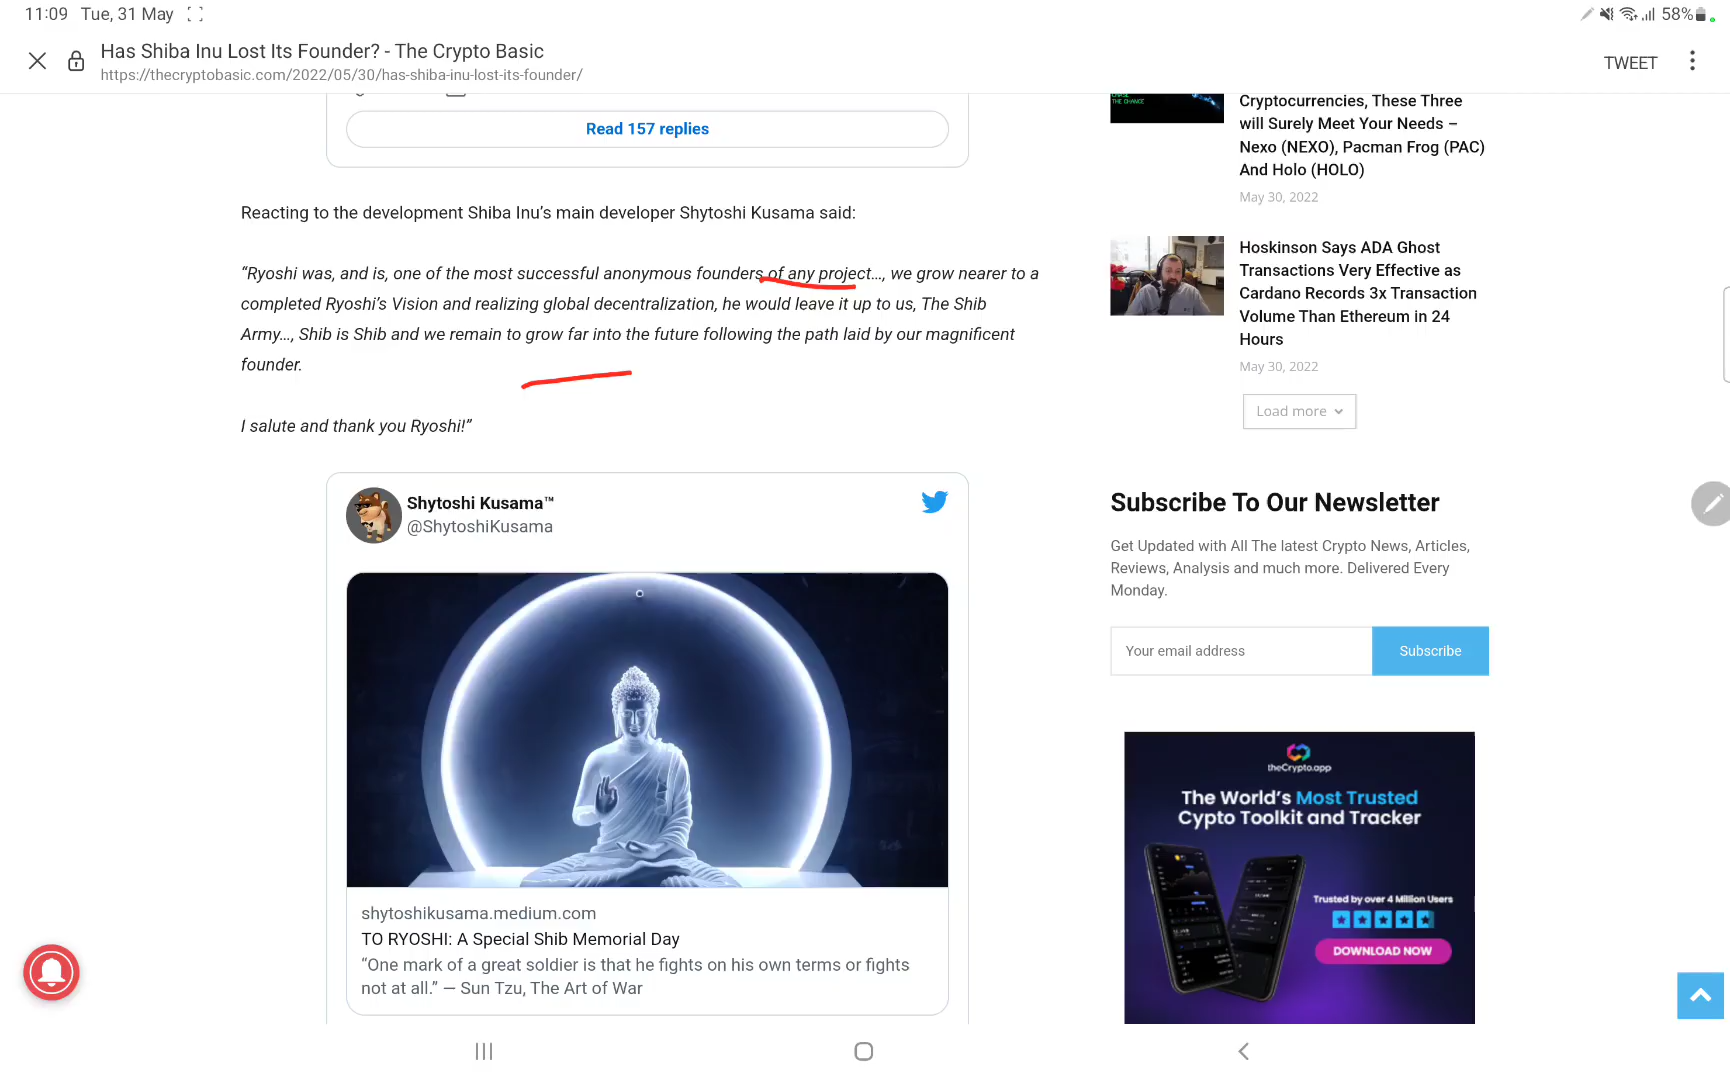 11:09 Tue, 31 May
58%
Has Shiba Inu Lost Its Founder? - The Crypto Basic
https://thecryptobasic.com/2022/05/30/has-shiba-inu-lost-its-founder/
TWEET
Read 157 replies
Reacting to the development Shiba Inu’s main developer Shytoshi Kusama said:
“Ryoshi was, and is, one of the most successful anonymous founders of any project…, we grow nearer to a
completed Ryoshi’s Vision and realizing global decentralization, he would leave it up to us, The Shib
Army…, Shib is Shib and we remain to grow far into the future following the path laid by our magnificent
founder.
I salute and thank you Ryoshi!”
Shytoshi Kusama™
@ShytoshiKusama
shytoshikusama.medium.com
TO RYOSHI: A Special Shib Memorial Day
“One mark of a great soldier is that he fights on his own terms or fights
not at all.” — Sun Tzu, The Art of War
THE CHANCE
Cryptocurrencies, These Three
will Surely Meet Your Needs –
Nexo (NEXO), Pacman Frog (PAC)
And Holo (HOLO)
May 30, 2022
Hoskinson Says ADA Ghost
Transactions Very Effective as
Cardano Records 3x Transaction
Volume Than Ethereum in 24
Hours
May 30, 2022
Load more
Subscribe To Our Newsletter
Get Updated with All The latest Crypto News, Articles,
Reviews, Analysis and much more. Delivered Every
Monday.
Your email address
Subscribe
theCrypto.app
The World’s Most Trusted
Cypto Toolkit and Tracker
Trusted by over 4 Million Users
DOWNLOAD NOW